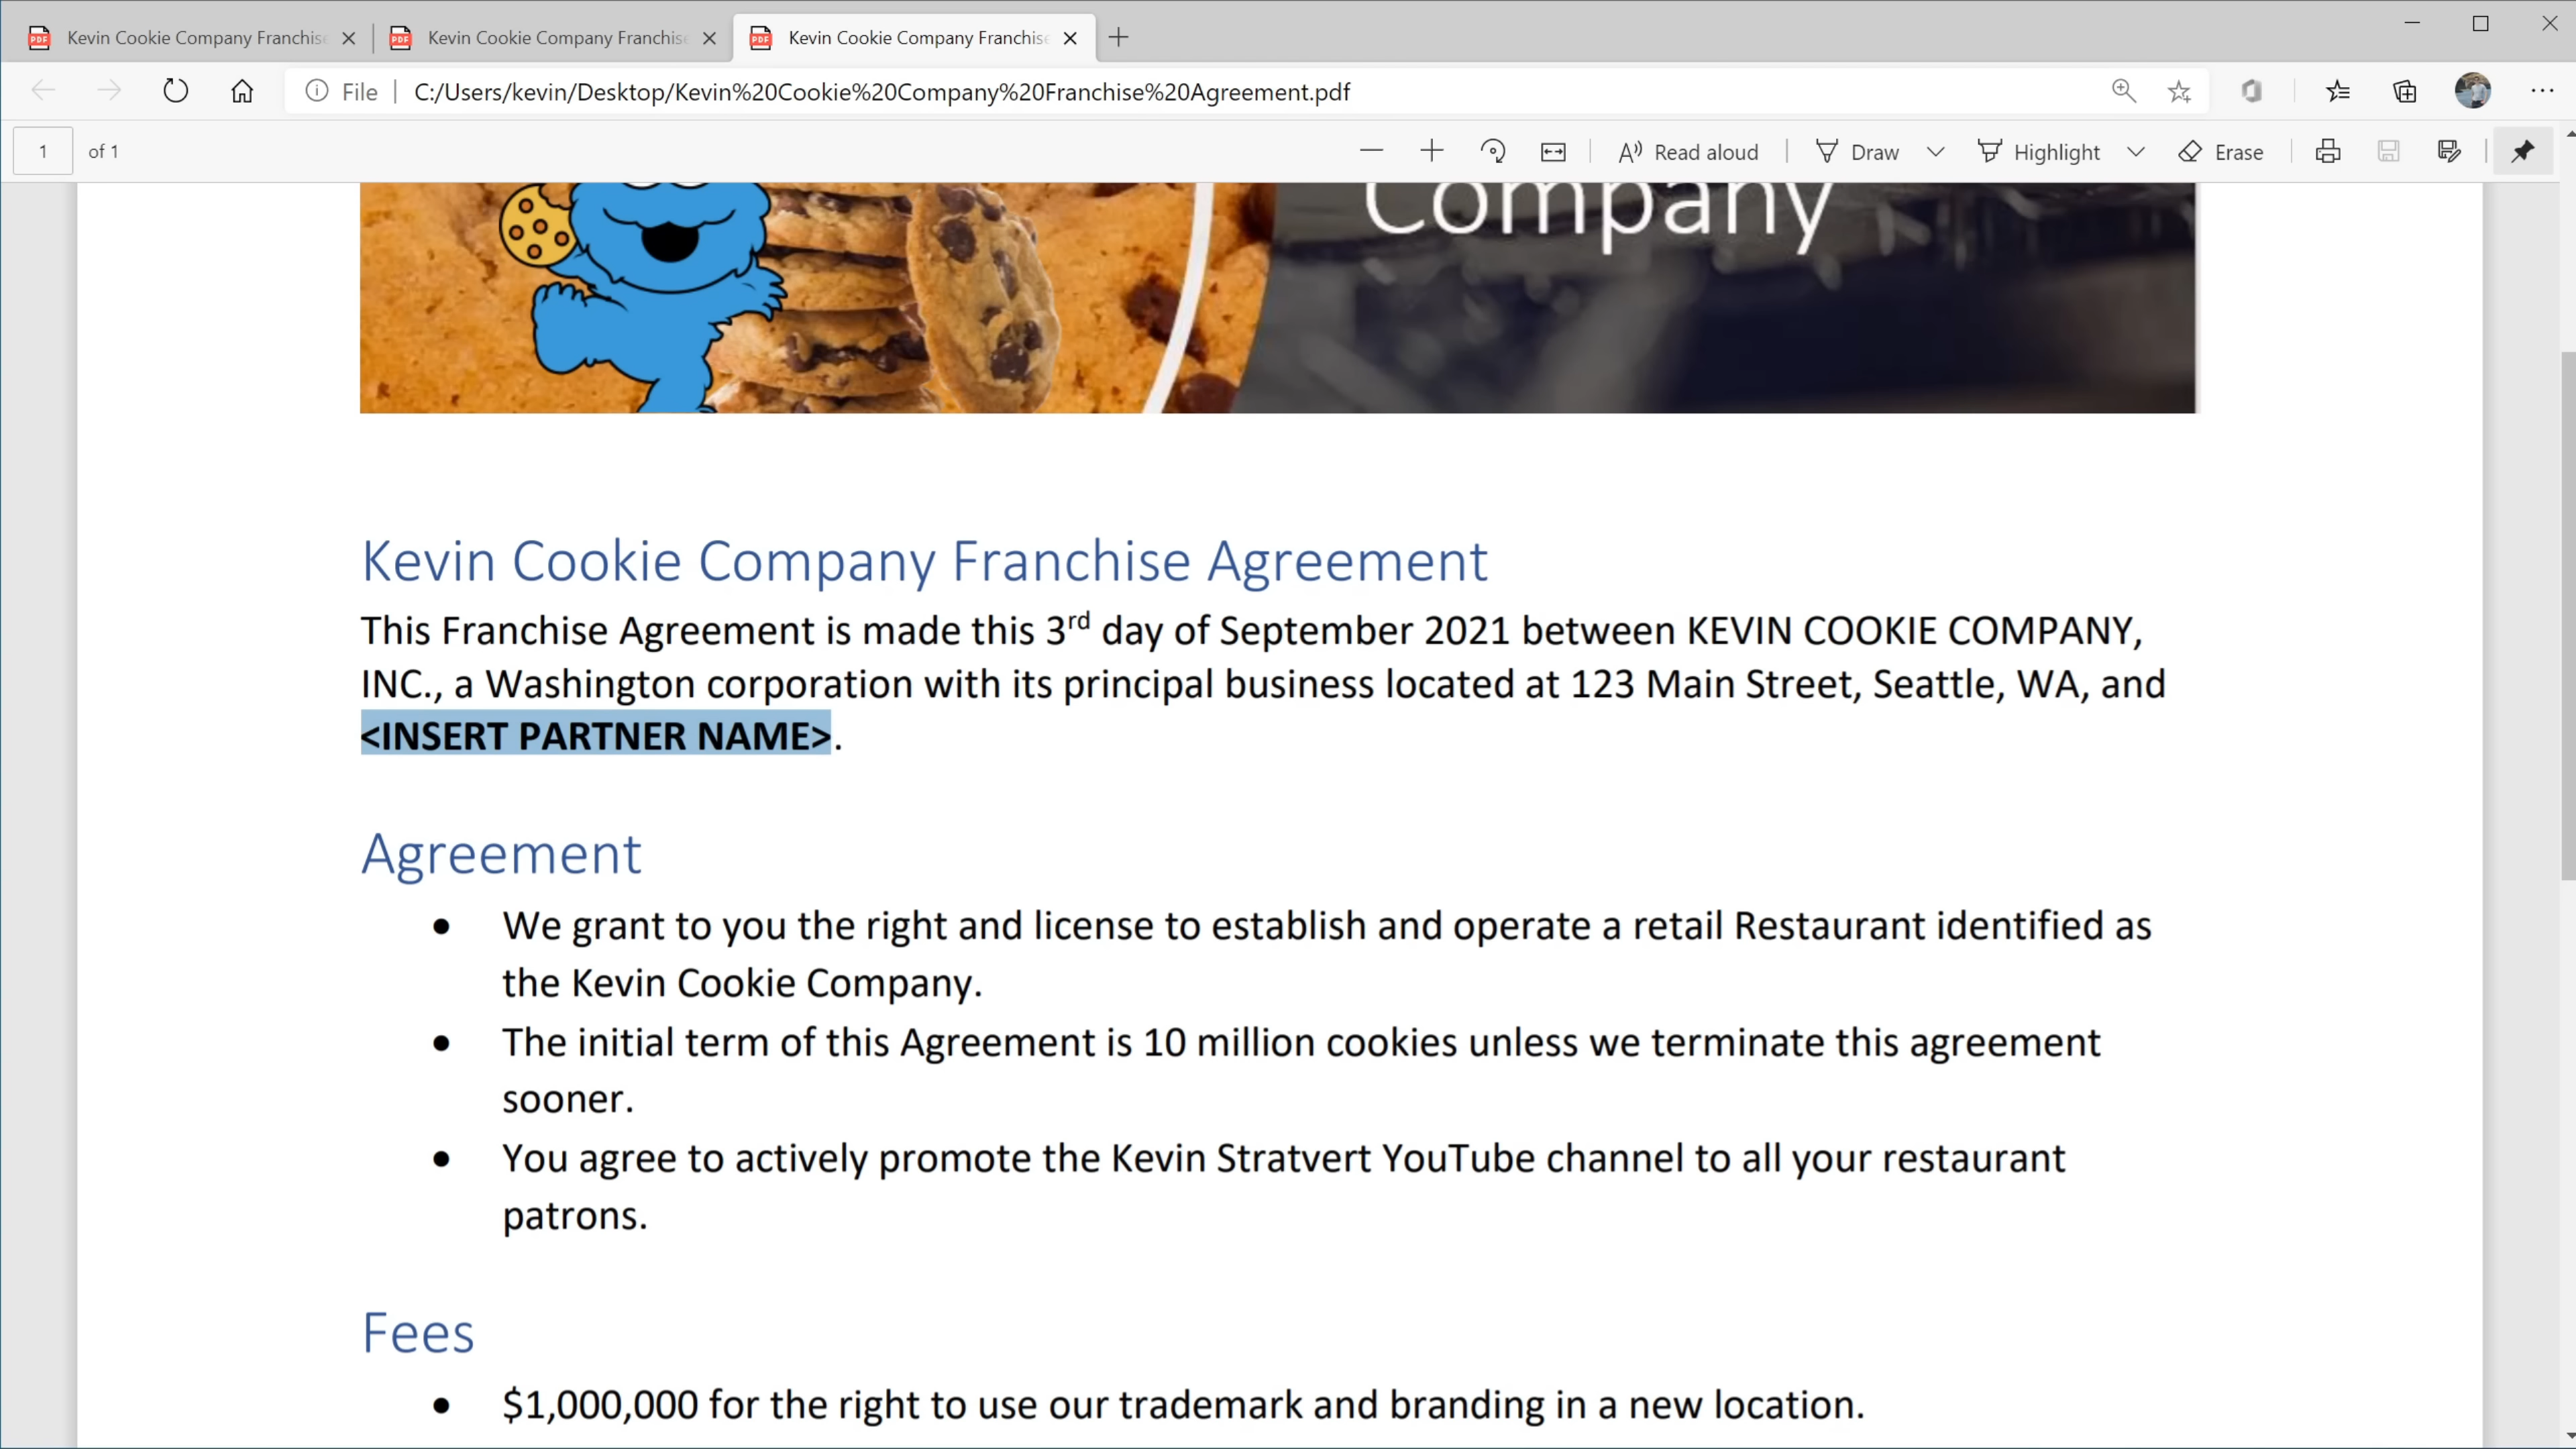 Kevin Cookie Company Franchise
Kevin Cookie Company Franchise
Kevin Cookie Company Franchise
File
C:/Users/kevin/Desktop/Kevin%20Cookie%20Company%20Franchise%20Agreement.pdf
1 of 1
Read aloud
Draw
Highlight
Erase
Company
Kevin Cookie Company Franchise Agreement
This Franchise Agreement is made this 3rd day of September 2021 between KEVIN COOKIE COMPANY,
INC., a Washington corporation with its principal business located at 123 Main Street, Seattle, WA, and
<INSERT PARTNER NAME>.
Agreement
• We grant to you the right and license to establish and operate a retail Restaurant identified as
the Kevin Cookie Company.
• The initial term of this Agreement is 10 million cookies unless we terminate this agreement
sooner.
• You agree to actively promote the Kevin Stratvert YouTube channel to all your restaurant
patrons.
Fees
• $1,000,000 for the right to use our trademark and branding in a new location.